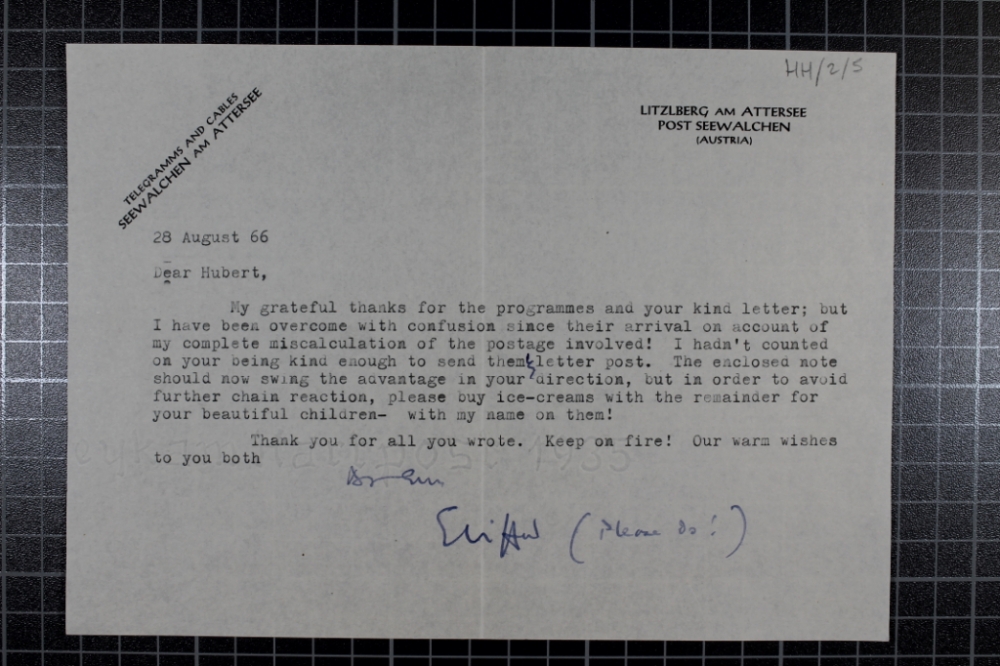 HH/2/5
TELEGRAMMS AND CABLES
SEEWALCHEN AM ATTERSEE
LITZLBERG AM ATTERSEE
POST SEEWALCHEN
(AUSTRIA)
28 August 66
Dear Hubert,
My grateful thanks for the programmes and your kind letter; but
I have been overcome with confusion since their arrival on account of
my complete miscalculation of the postage involved! I hadn't counted
on your being kind enough to send them letter post. The enclosed note
should now swing the advantage in your direction, but in order to avoid
further chain reaction, please buy ice-creams with the remainder for
your beautiful children- with my name on them!
Thank you for all you wrote. Keep on fire! Our warm wishes
to you both
(Please Do!)